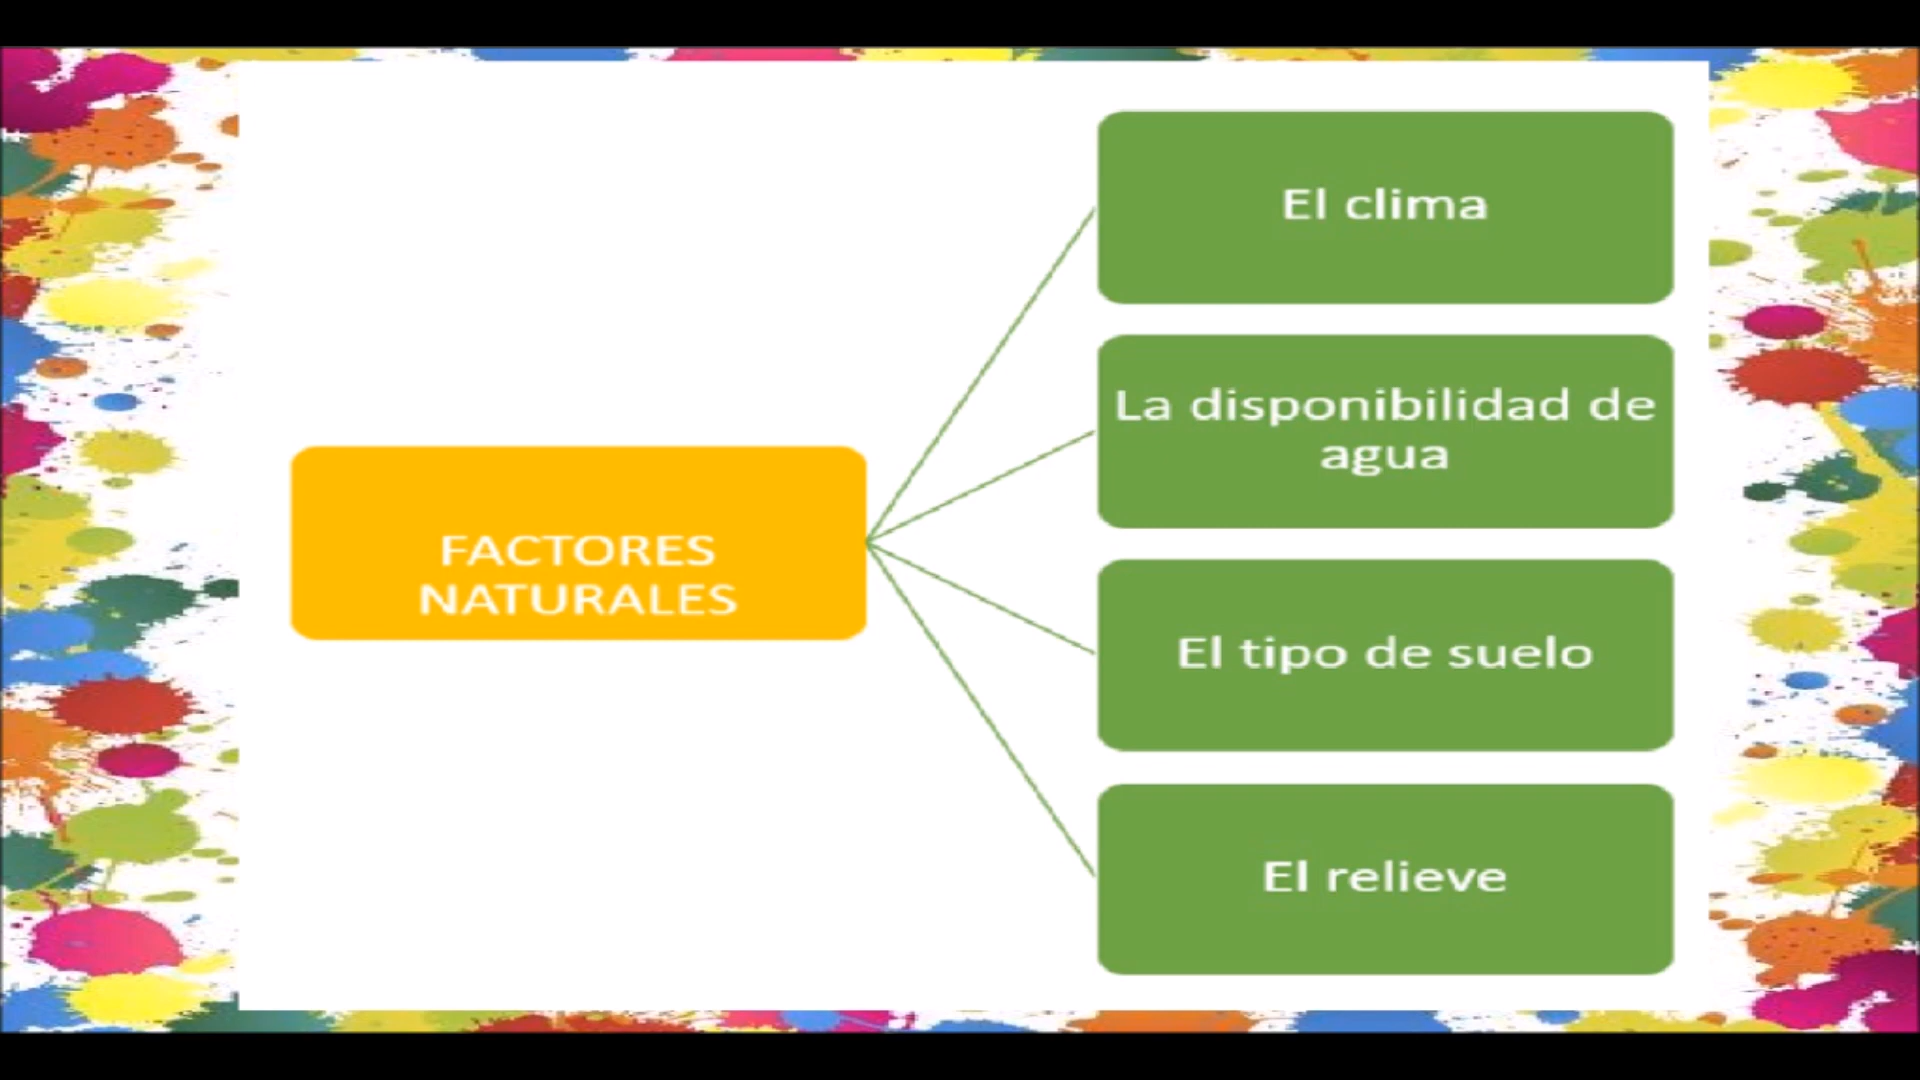 El clima
La disponibilidad de
agua
FACTORES
NATURALES
El tipo de suelo
El relieve